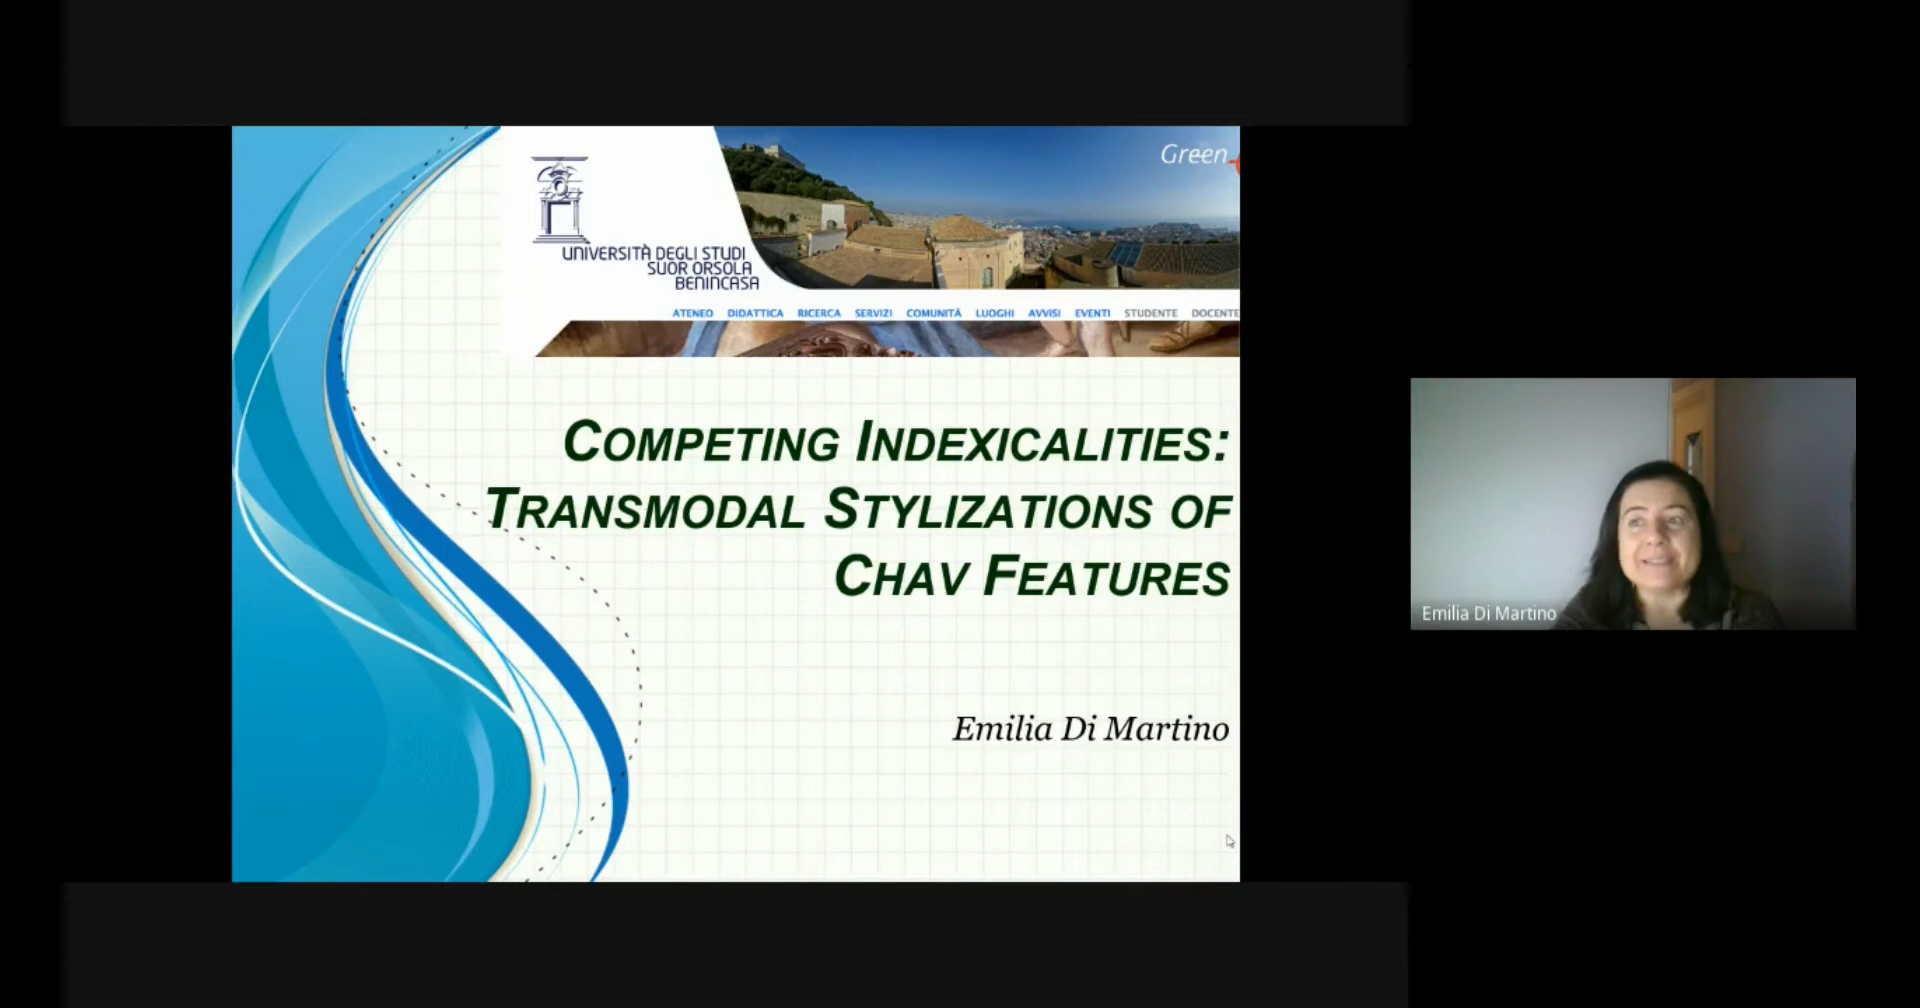 Green
UNIVERSITÀ DEGLI STUDI
SUOR ORSOLA
BENINCASA
ATENEO DIDATTICA RICERCA SERVIZI COMUNITÀ LUOGHI AVVISI EVENTI STUDENTE DOCENTE
COMPETING INDEXICALITIES:
TRANSMODAL STYLIZATIONS OF
CHAV FEATURES
Emilia Di Martino
Emilia Di Martino